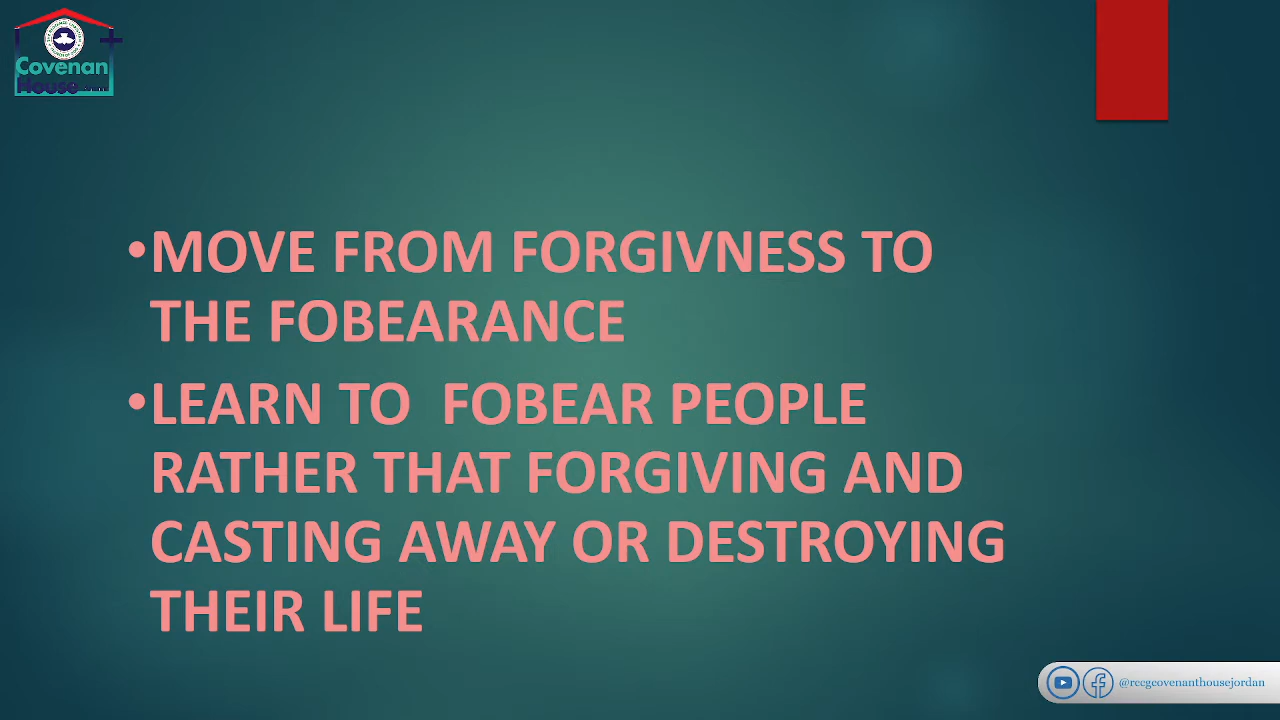 Covenan
House
•MOVE FROM FORGIVNESS TO
THE FOBEARANCE
•LEARN TO FOBEAR PEOPLE
RATHER THAT FORGIVING AND
CASTING AWAY OR DESTROYING
THEIR LIFE
@rccgcovenanthousejordan